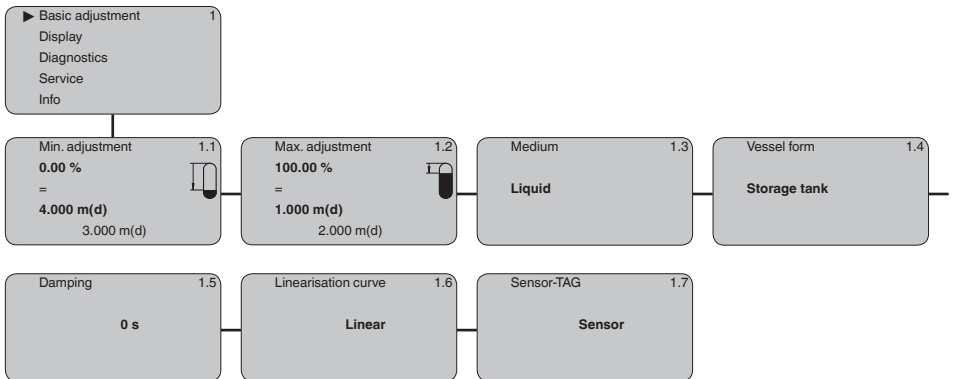 ▶ Basic adjustment 1
Display
Diagnostics
Service
Info
Min. adjustment 1.1
0.00 %
=
4.000 m(d)
3.000 m(d)
Max. adjustment 1.2
100.00 %
=
1.000 m(d)
2.000 m(d)
Medium 1.3
Liquid
Vessel form 1.4
Storage tank
Damping 1.5
0 s
Linearisation curve 1.6
Linear
Sensor-TAG 1.7
Sensor